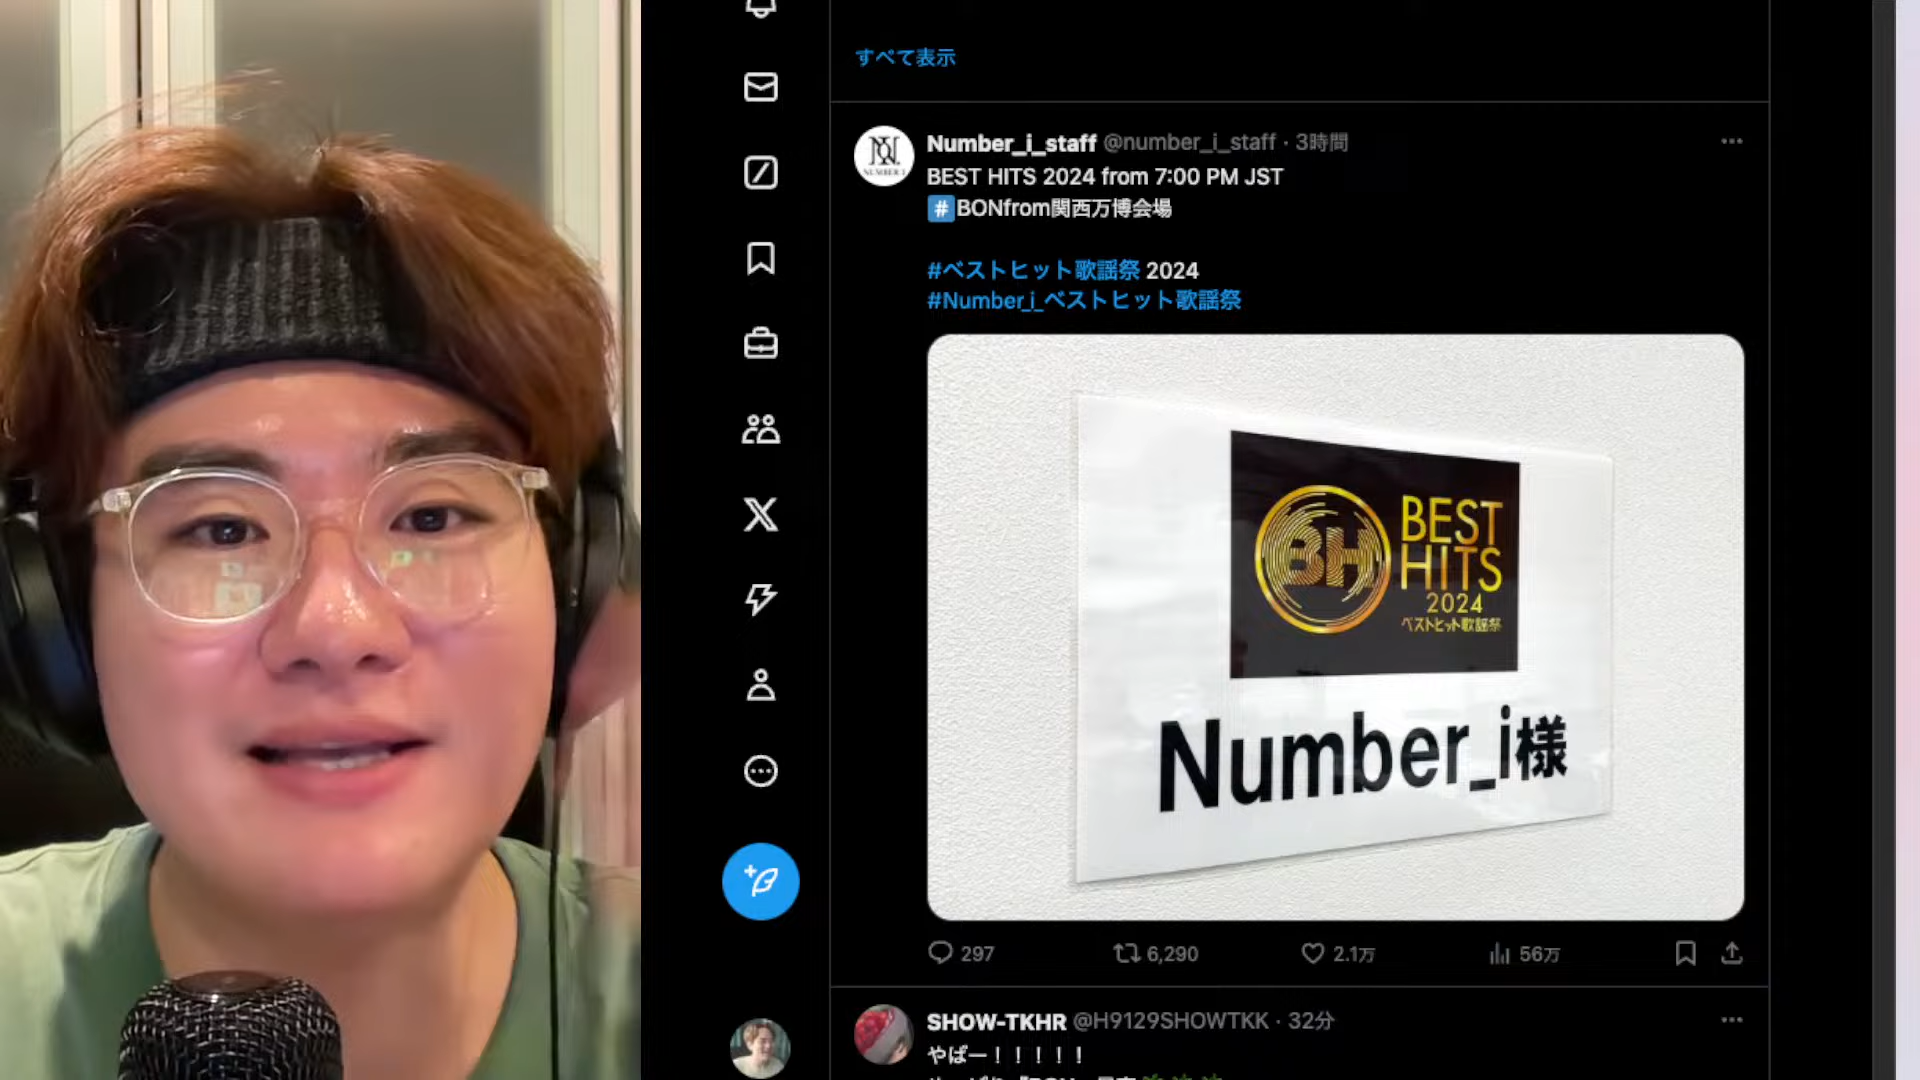 すべて表示
Number_i_staff @number_i_staff · 3時間
BEST HITS 2024 from 7:00 PM JST
#BONfrom関西万博会場
#ベストヒット歌謡祭 2024
#Number_i_ベストヒット歌謡祭
NUMBER I
BH
BEST
HITS
2024
ベストヒット歌謡祭
Number_i様
297 6,290 2.1万 56万
SHOW-TKHR @H9129SHOWTKK · 32分
やばー！！！！！